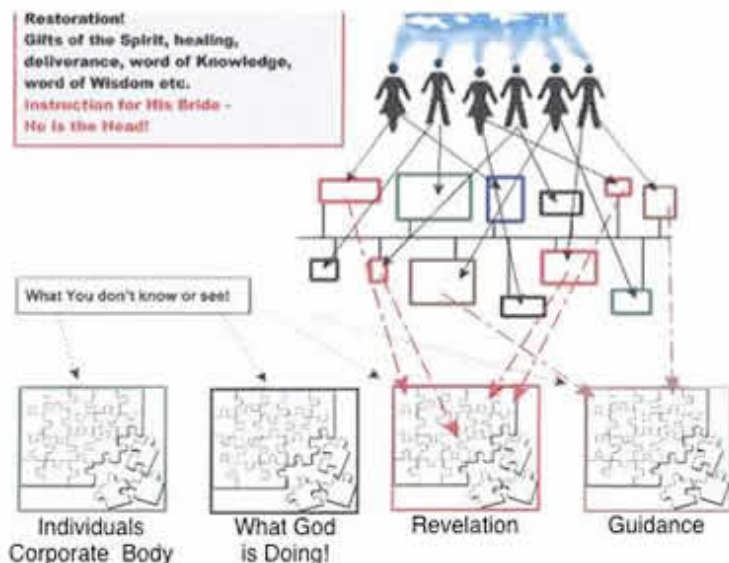 Restoration!
Gifts of the Spirit, healing,
deliverance, word of Knowledge,
word of Wisdom etc.
Instruction for His Bride -
He is the Head!
What You don't know or see!
Individuals
Corporate Body
What God
is Doing!
Revelation
Guidance